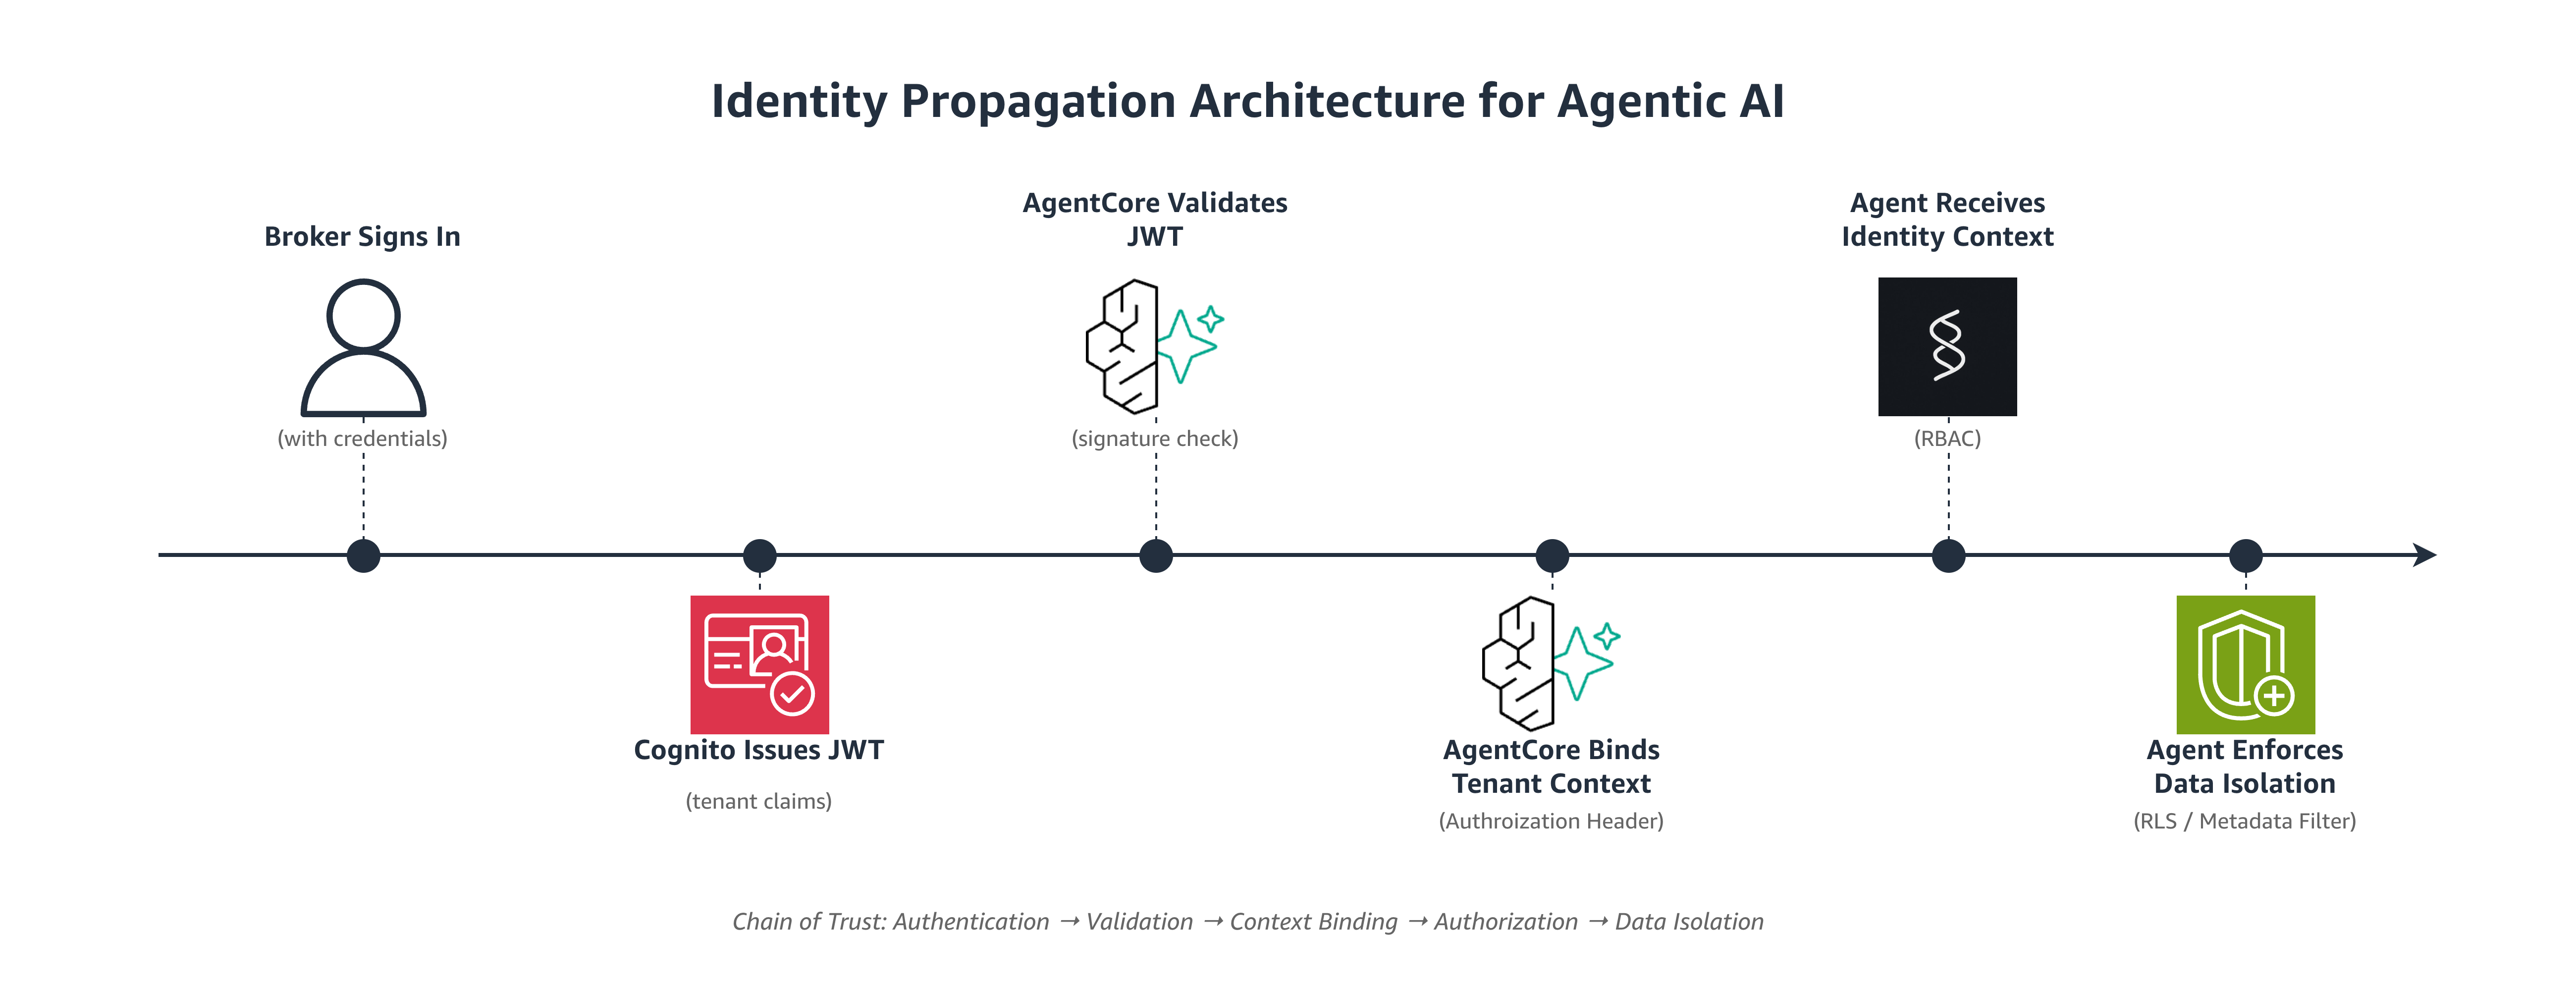 Identity Propagation Architecture for Agentic AI
Broker Signs In
(with credentials)
Cognito Issues JWT
(tenant claims)
AgentCore Validates
JWT
(signature check)
AgentCore Binds
Tenant Context
(Authroization Header)
Agent Receives
Identity Context
(RBAC)
Agent Enforces
Data Isolation
(RLS / Metadata Filter)
Chain of Trust: Authentication → Validation → Context Binding → Authorization → Data Isolation